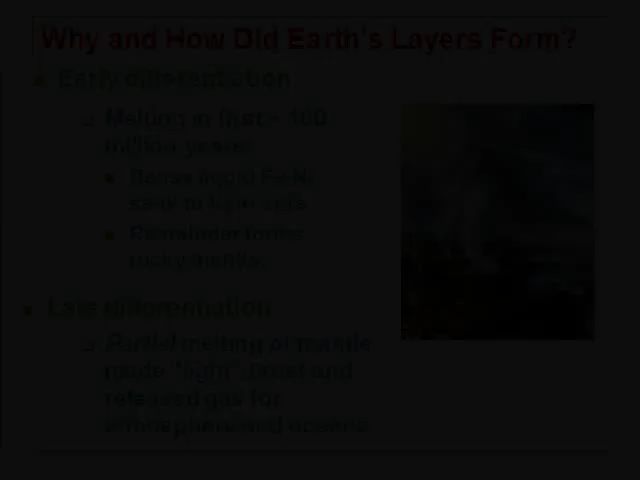 Why and How Did Earth's Layers Form?
Early differentiation
Melting in first ~ 100
million years
Dense liquid Fe-Ni
sank to form core
Remainder forms
rocky mantle
Late differentiation
Partial melting of mantle
made "light" crust and
released gas for
atmosphere and oceans